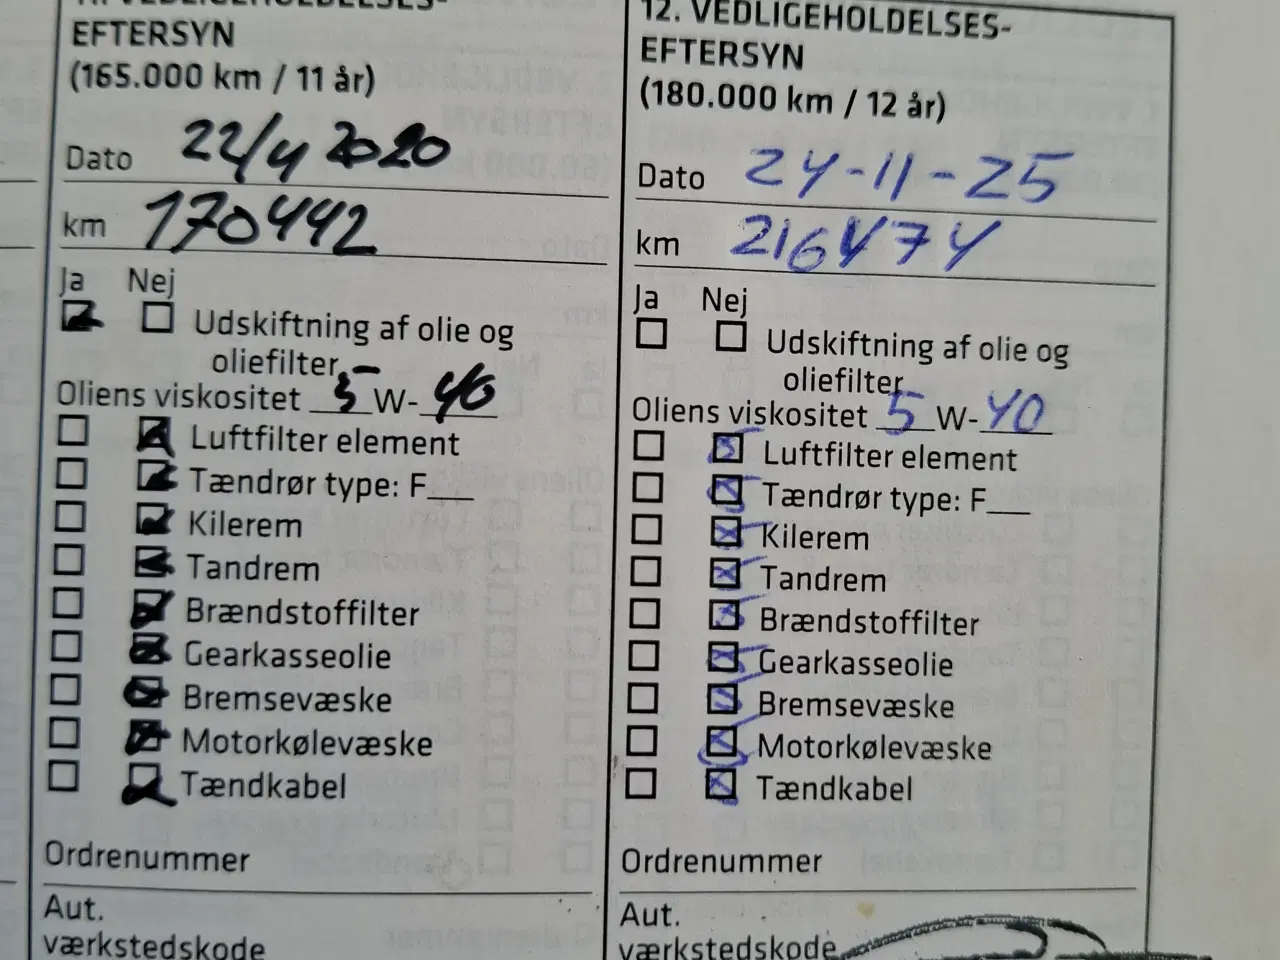 11. VEDLIGEHOLDELSES-
EFTERSYN
(165.000 km / 11 år)
Dato 22/4 2020
km 170442
Ja Nej
Udskiftning af olie og
oliefilter
Oliens viskositet 5 W- 40
Luftfilter element
Tændrør type: F__
Kilerem
Tandrem
Brændstoffilter
Gearkasseolie
Bremsevæske
Motorkølevæske
Tændkabel
Ordrenummer
Aut.
værkstedskode
12. VEDLIGEHOLDELSES-
EFTERSYN
(180.000 km / 12 år)
Dato 24-11-25
km 216474
Ja Nej
Udskiftning af olie og
oliefilter
Oliens viskositet 5 W- 40
Luftfilter element
Tændrør type: F__
Kilerem
Tandrem
Brændstoffilter
Gearkasseolie
Bremsevæske
Motorkølevæske
Tændkabel
Ordrenummer
Aut.
værkstedskode